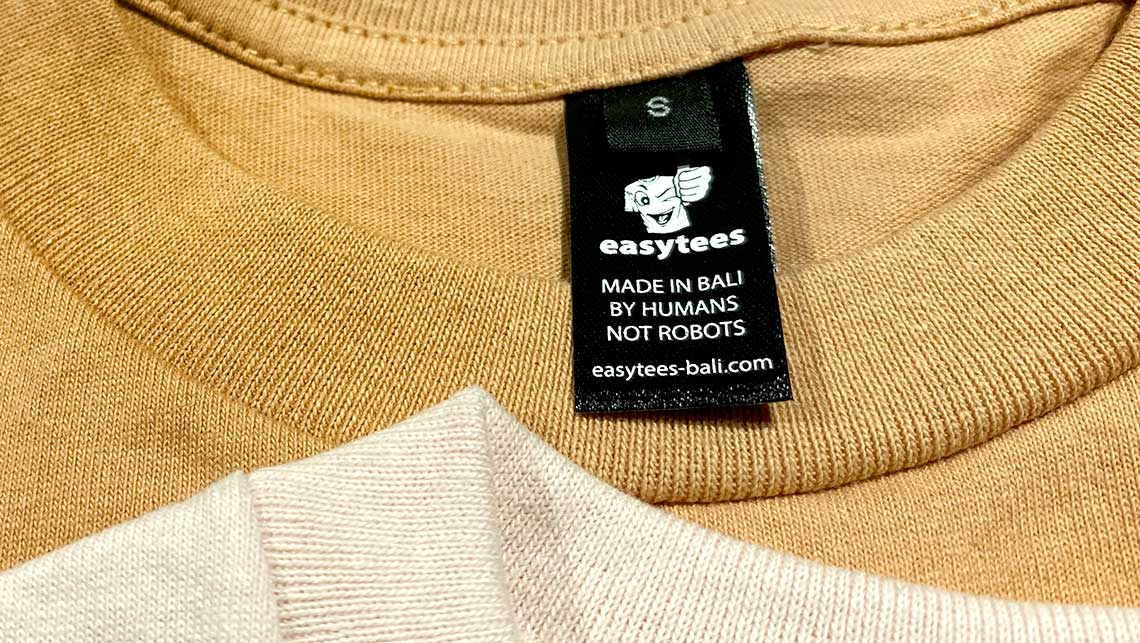 S
easytees
MADE IN BALI
BY HUMANS
NOT ROBOTS
easytees-bali.com